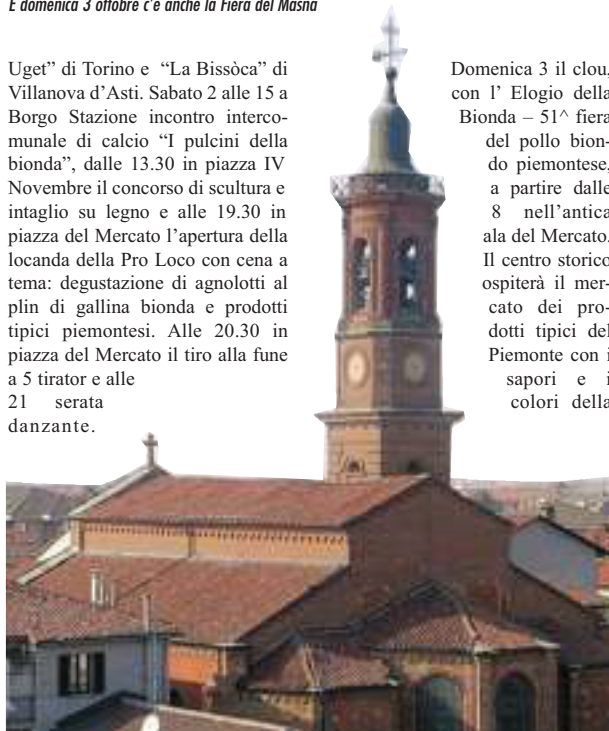 E domenica 3 ottobre c'è anche la Fiera del Masnà
Uget” di Torino e “La Bissòca” di
Villanova d’Asti. Sabato 2 alle 15 a
Borgo Stazione incontro interco-
munale di calcio “I pulcini della
bionda”, dalle 13.30 in piazza IV
Novembre il concorso di scultura e
intaglio su legno e alle 19.30 in
piazza del Mercato l’apertura della
locanda della Pro Loco con cena a
tema: degustazione di agnolotti al
plin di gallina bionda e prodotti
tipici piemontesi. Alle 20.30 in
piazza del Mercato il tiro alla fune
a 5 tirator e alle
21 serata
danzante.
Domenica 3 il clou,
con l’ Elogio della
Bionda – 51^ fiera
del pollo bion-
do piemontese,
a partire dalle
8 nell’antica
ala del Mercato.
Il centro storico
ospiterà il mer-
cato dei pro-
dotti tipici del
Piemonte con i
sapori e i
colori della